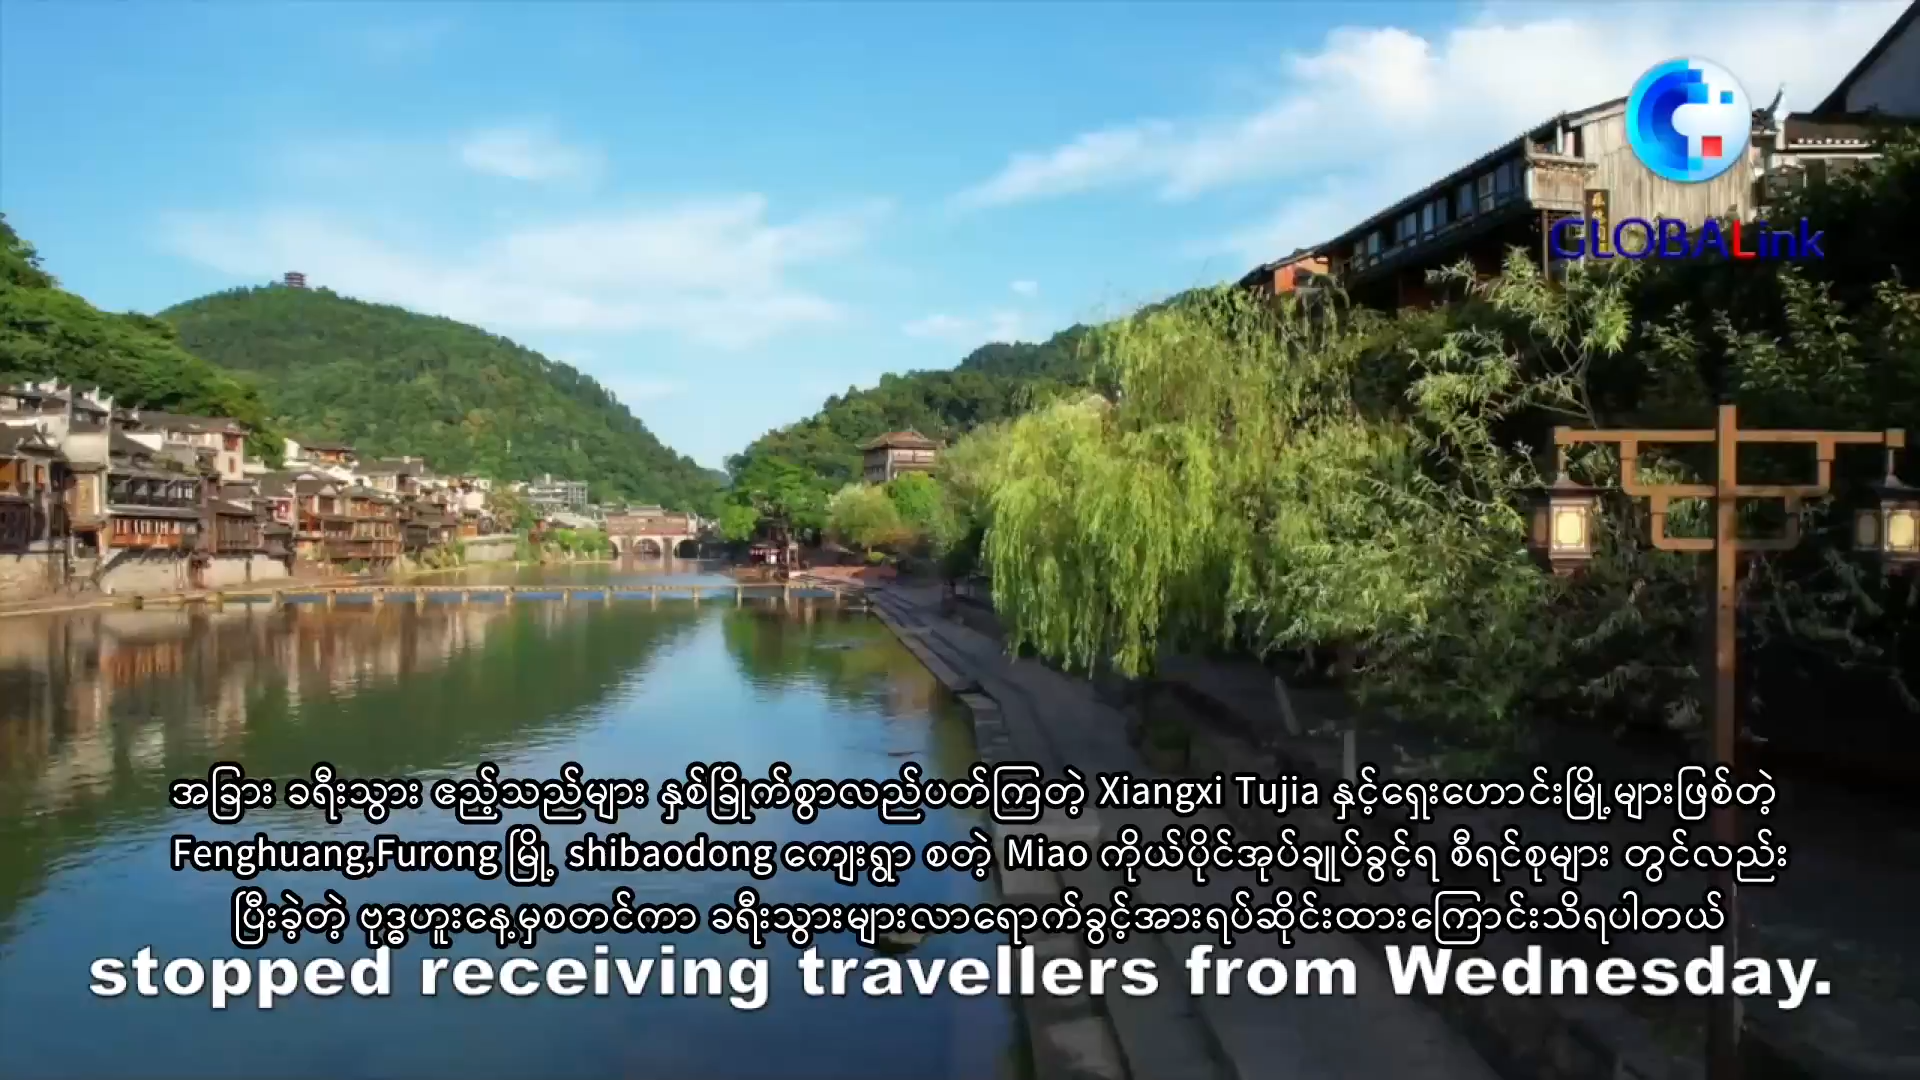 GLOBALink
အခြား ခရီးသွား ဧည့်သည်များ နှစ်ခြိုက်စွာလည်ပတ်ကြတဲ့ Xiangxi Tujia နှင့်ရှေးဟောင်းမြို့များဖြစ်တဲ့
Fenghuang,Furong မြို့ shibaodong ကျေးရွာ စတဲ့ Miao ကိုယ်ပိုင်အုပ်ချုပ်ခွင့်ရ စီရင်စုများ တွင်လည်း
ပြီးခဲ့တဲ့ ဗုဒ္ဓဟူးနေ့မှစတင်ကာ ခရီးသွားများလာရောက်ခွင့်အားရပ်ဆိုင်းထားကြောင်းသိရပါတယ်
stopped receiving travellers from Wednesday.